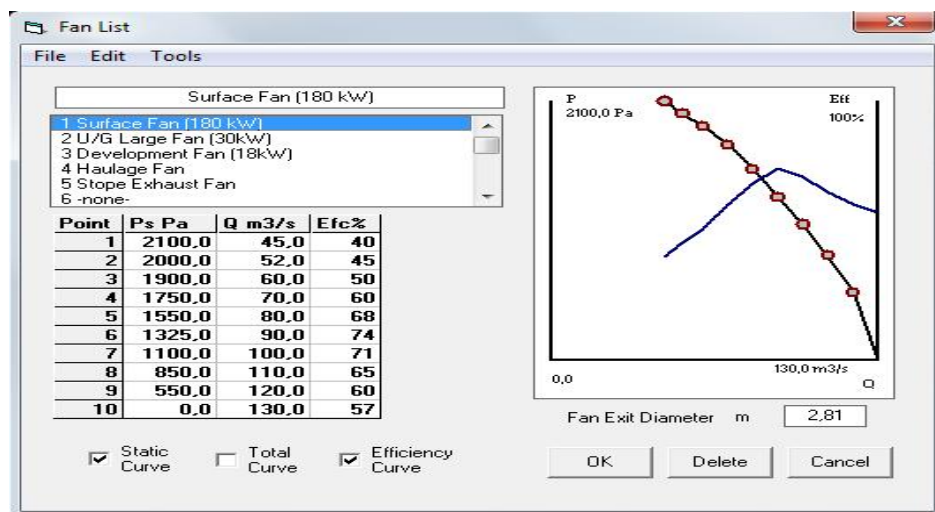 Fan List
File Edit Tools
Surface Fan (180 kW)
1 Surface Fan (180 kW)
2 U/G Large Fan (30kW)
3 Development Fan (18kW)
4 Haulage Fan
5 Stope Exhaust Fan
6 -none-
Point Ps Pa Q m3/s Efc%
1 2100,0 45,0 40
2 2000,0 52,0 45
3 1900,0 60,0 50
4 1750,0 70,0 60
5 1550,0 80,0 68
6 1325,0 90,0 74
7 1100,0 100,0 71
8 850,0 110,0 65
9 550,0 120,0 60
10 0,0 130,0 57
Static Curve
Total Curve
Efficiency Curve
P
2100,0 Pa
Eff
100%
0,0
130,0 m3/s
Q
Fan Exit Diameter m 2,81
OK Delete Cancel